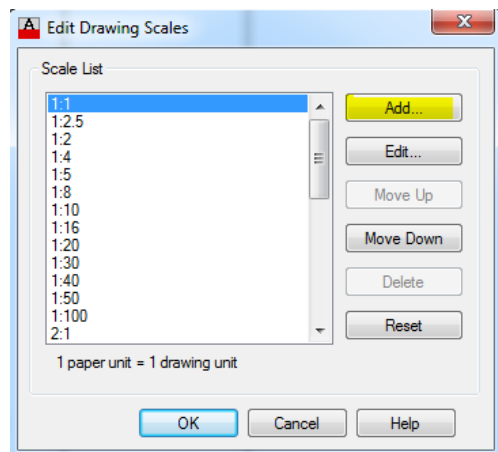 A Edit Drawing Scales
X
Scale List
1:1
1:2.5
1:2
1:4
1:5
1:8
1:10
1:16
1:20
1:30
1:40
1:50
1:100
2:1
Add...
Edit...
Move Up
Move Down
Delete
Reset
1 paper unit = 1 drawing unit
OK Cancel Help